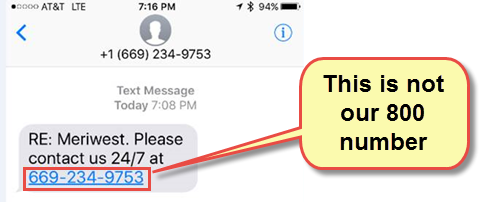 AT&T LTE 7:16 PM 94%
+1 (669) 234-9753
Text Message
Today 7:08 PM
RE: Meriwest. Please
contact us 24/7 at
669-234-9753
This is not
our 800
number